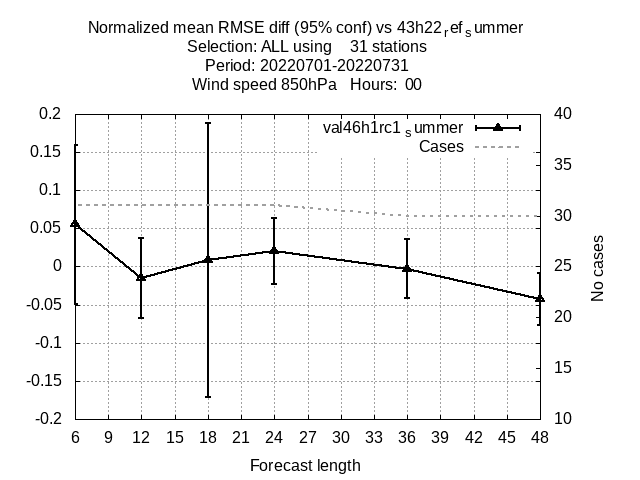 Normalized mean RMSE diff (95% conf) vs 43h22refsummer
Selection: ALL using 31 stations
Period: 20220701-20220731
Wind speed 850hPa Hours: 00
0.2
0.15
0.1
0.05
0
-0.05
-0.1
-0.15
-0.2
val46h1rc1summer
Cases
40
35
30
25
20
15
10
No cases
6 9 12 15 18 21 24 27 30 33 36 39 42 45 48
Forecast length